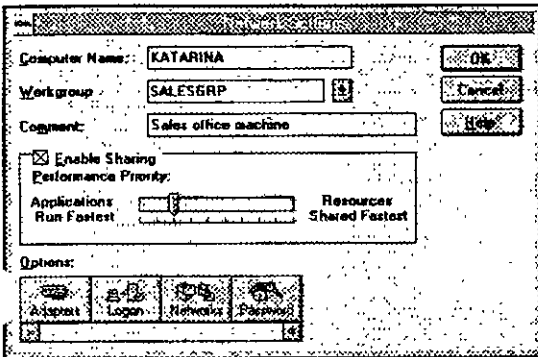 Computer Name: KATARINA
OK
Workgroup SALESGRP
Cancel
Comment: Sales office machine
Help
Enable Sharing
Performance Priority:
Applications Run Fastest
Resources Shared Fastest
Options:
Adapters Logon Networks Password